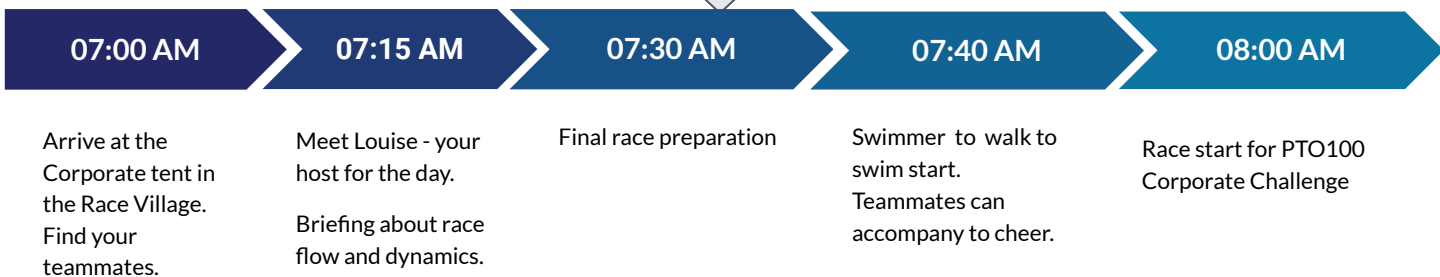 07:00 AM
07:15 AM
07:30 AM
07:40 AM
08:00 AM
Arrive at the
Corporate tent in
the Race Village.
Find your
teammates.
Meet Louise - your
host for the day.
Briefing about race
flow and dynamics.
Final race preparation
Swimmer to walk to
swim start.
Teammates can
accompany to cheer.
Race start for PTO100
Corporate Challenge